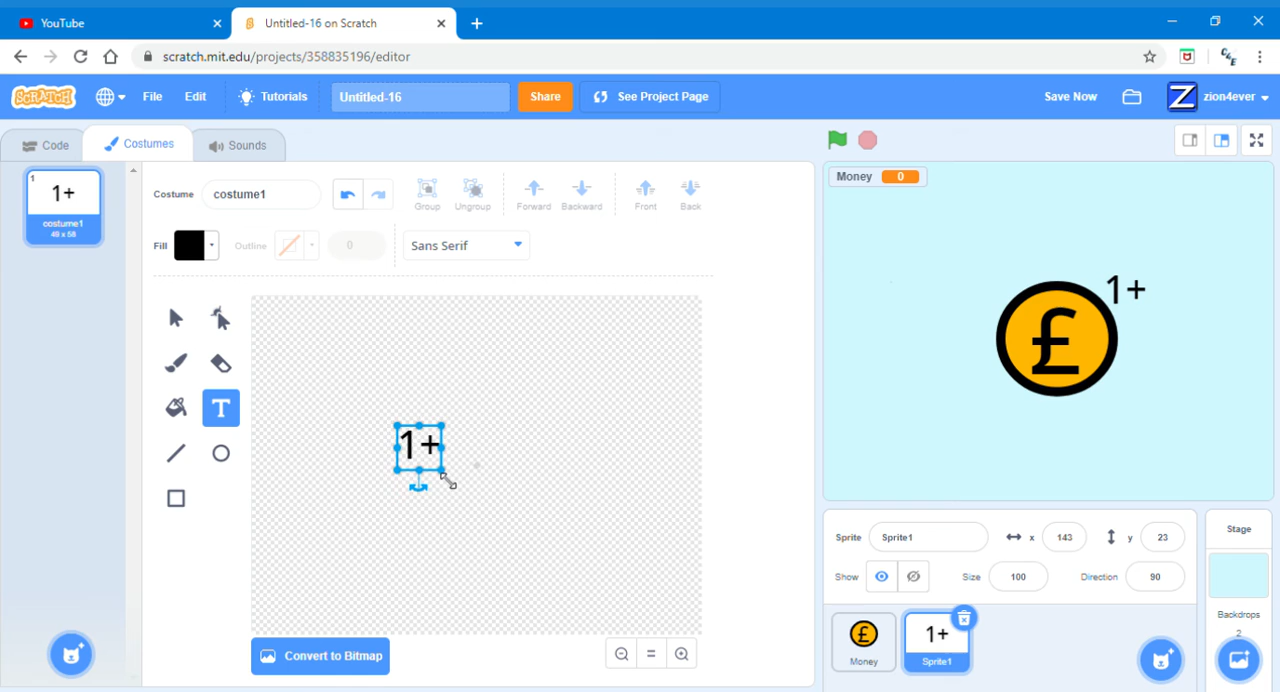 YouTube
Untitled-16 on Scratch
scratch.mit.edu/projects/358835196/editor
SCRATCH
File
Edit
Tutorials
Untitled-16
Share
See Project Page
Save Now
Z
zion4ever
Code
Costumes
Sounds
1
1+
costume1
49 x 58
Costume
costume1
Group
Ungroup
Forward
Backward
Front
Back
Fill
Outline
0
Sans Serif
T
1+
Convert to Bitmap
Money
0
£
1+
Sprite
Sprite1
x
143
y
23
Show
Size
100
Direction
90
£
Money
1+
Sprite1
Stage
Backdrops
2